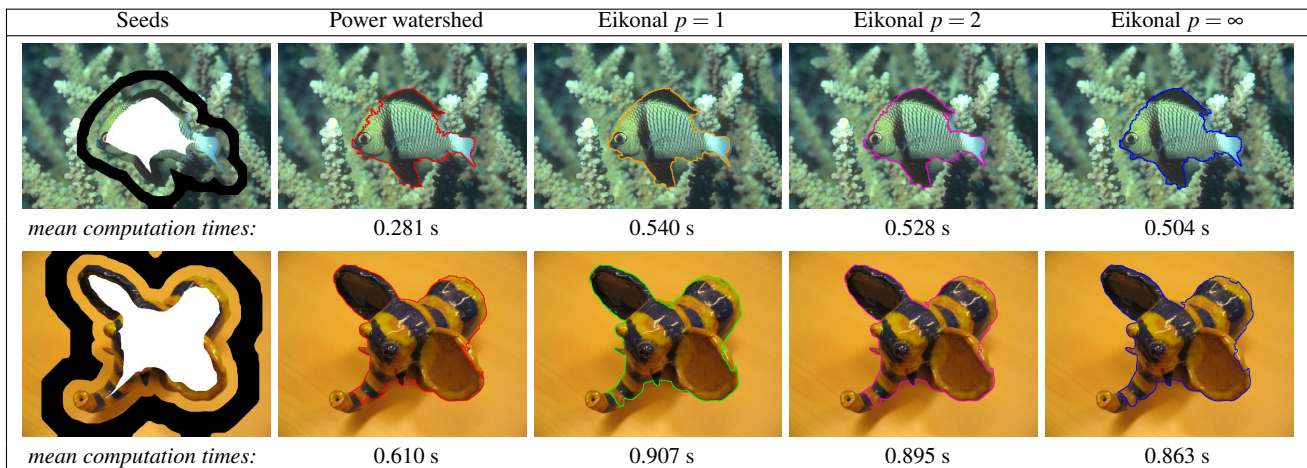 Seeds Power watershed Eikonal p = 1 Eikonal p = 2 Eikonal p = ∞
mean computation times: 0.281 s 0.540 s 0.528 s 0.504 s
mean computation times: 0.610 s 0.907 s 0.895 s 0.863 s